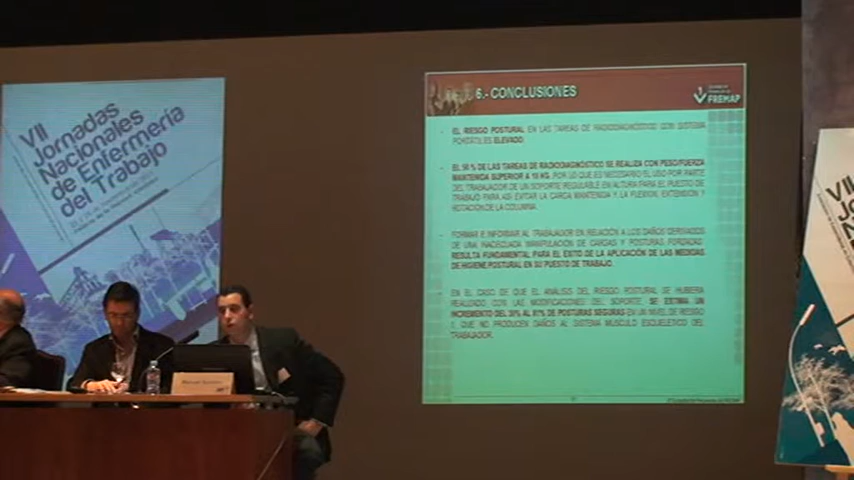 VII
Jornadas
Nacionales
de Enfermería
del Trabajo
6.- CONCLUSIONES
FREMAP
EL RIESGO POSTURAL EN LAS TAREAS DE RADIODIAGNÓSTICO CON SISTEMA
PORTÁTIL ES ELEVADO.
EL 50 % DE LAS TAREAS DE RADIODIAGNÓSTICO SE REALIZA CON PESO/FUERZA
MANTENIDA SUPERIOR A 10 KG, POR LO QUE ES NECESARIO EL USO POR PARTE
DEL TRABAJADOR DE UN SOPORTE REGULABLE EN ALTURA PARA EL PUESTO DE
TRABAJO PARA ASÍ EVITAR LA CARGA MANTENIDA Y LA FLEXIÓN, EXTENSIÓN Y
ROTACIÓN DE LA COLUMNA.
FORMAR E INFORMAR AL TRABAJADOR EN RELACIÓN A LOS DAÑOS DERIVADOS
DE UNA INADECUADA MANIPULACIÓN DE CARGAS Y POSTURAS FORZADAS,
RESULTA FUNDAMENTAL PARA EL ÉXITO DE LA APLICACIÓN DE LAS MEDIDAS
DE HIGIENE POSTURAL EN SU PUESTO DE TRABAJO.
EN EL CASO DE QUE EL ANÁLISIS DEL RIESGO POSTURAL SE HUBIERA
REALIZADO CON LAS MODIFICACIONES DEL SOPORTE, SE ESTIMA UN
INCREMENTO DEL 30% AL 81% DE POSTURAS SEGURAS EN UN NIVEL DE RIESGO
1, QUE NO PRODUCEN DAÑOS AL SISTEMA MÚSCULO ESQUELÉTICO DEL
TRABAJADOR.
VII
Jo
Na
de
del